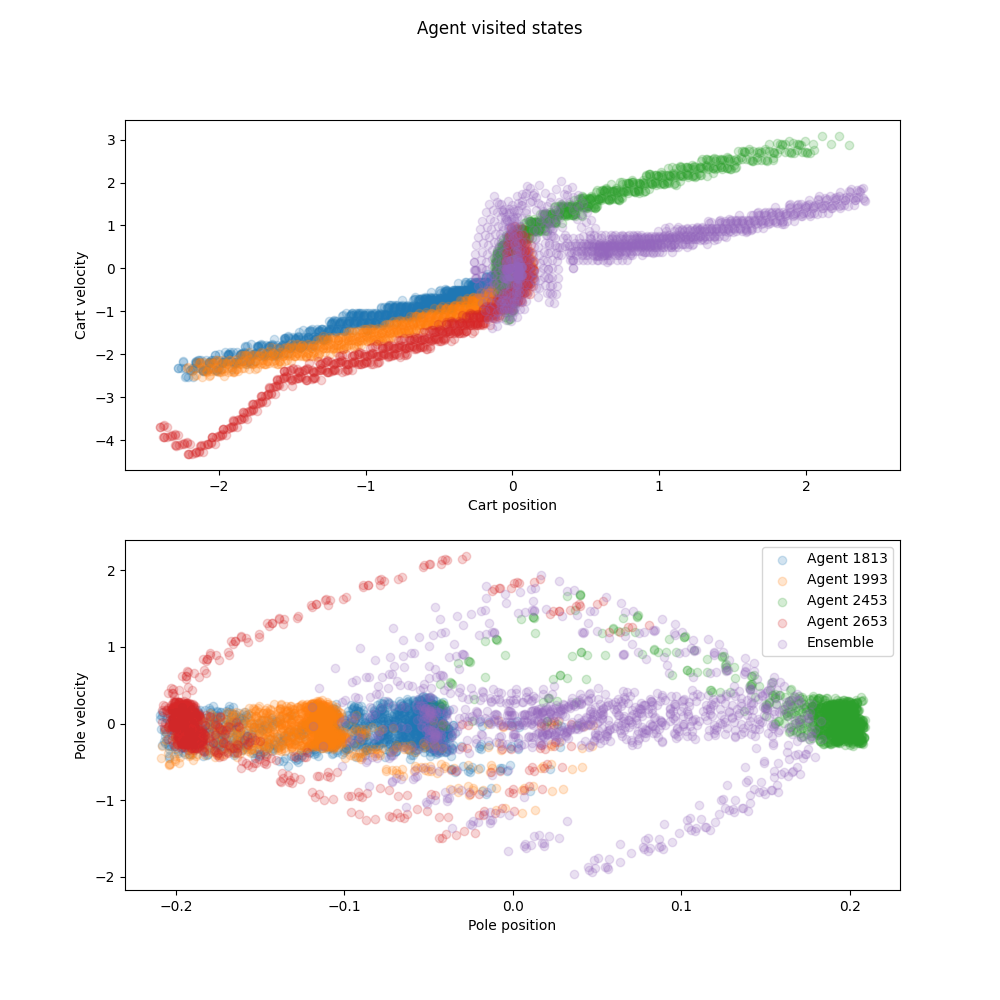 Agent visited states
3
2
1
0
−1
−2
−3
−4
Cart velocity
−2
−1
0
1
2
Cart position
2
1
0
−1
−2
Pole velocity
Agent 1813
Agent 1993
Agent 2453
Agent 2653
Ensemble
−0.2
−0.1
0.0
0.1
0.2
Pole position